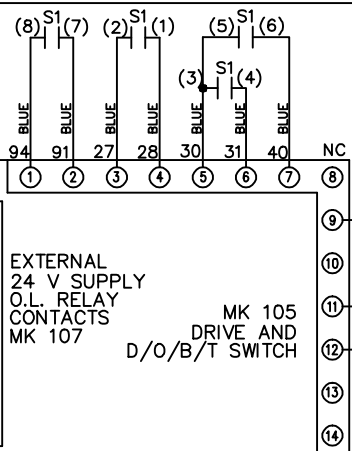 S1 S1 S1
(8) (7) (2) (1) (5) (6)
S1
(3) (4)
BLUE BLUE BLUE BLUE BLUE BLUE BLUE
94 91 27 28 30 31 40 NC
1 2 3 4 5 6 7 8
9
EXTERNAL
24 V SUPPLY
O.L. RELAY
CONTACTS
MK 107
MK 105
DRIVE AND
D/O/B/T SWITCH
10
11
12
13
14